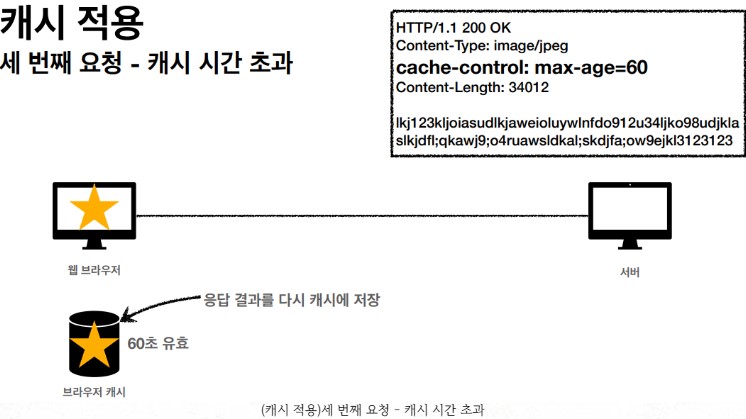 캐시 적용
세 번째 요청 - 캐시 시간 초과
HTTP/1.1 200 OK
Content-Type: image/jpeg
cache-control: max-age=60
Content-Length: 34012
lkj123kljoiasudlkjaweioluywlnfdo912u34ljko98udjkla
slkjdfl;qkawj9;o4ruawsldkal;skdjfa;ow9ejkl3123123
웹 브라우저
서버
응답 결과를 다시 캐시에 저장
60초 유효
브라우저 캐시
(캐시 적용)세 번째 요청 - 캐시 시간 초과